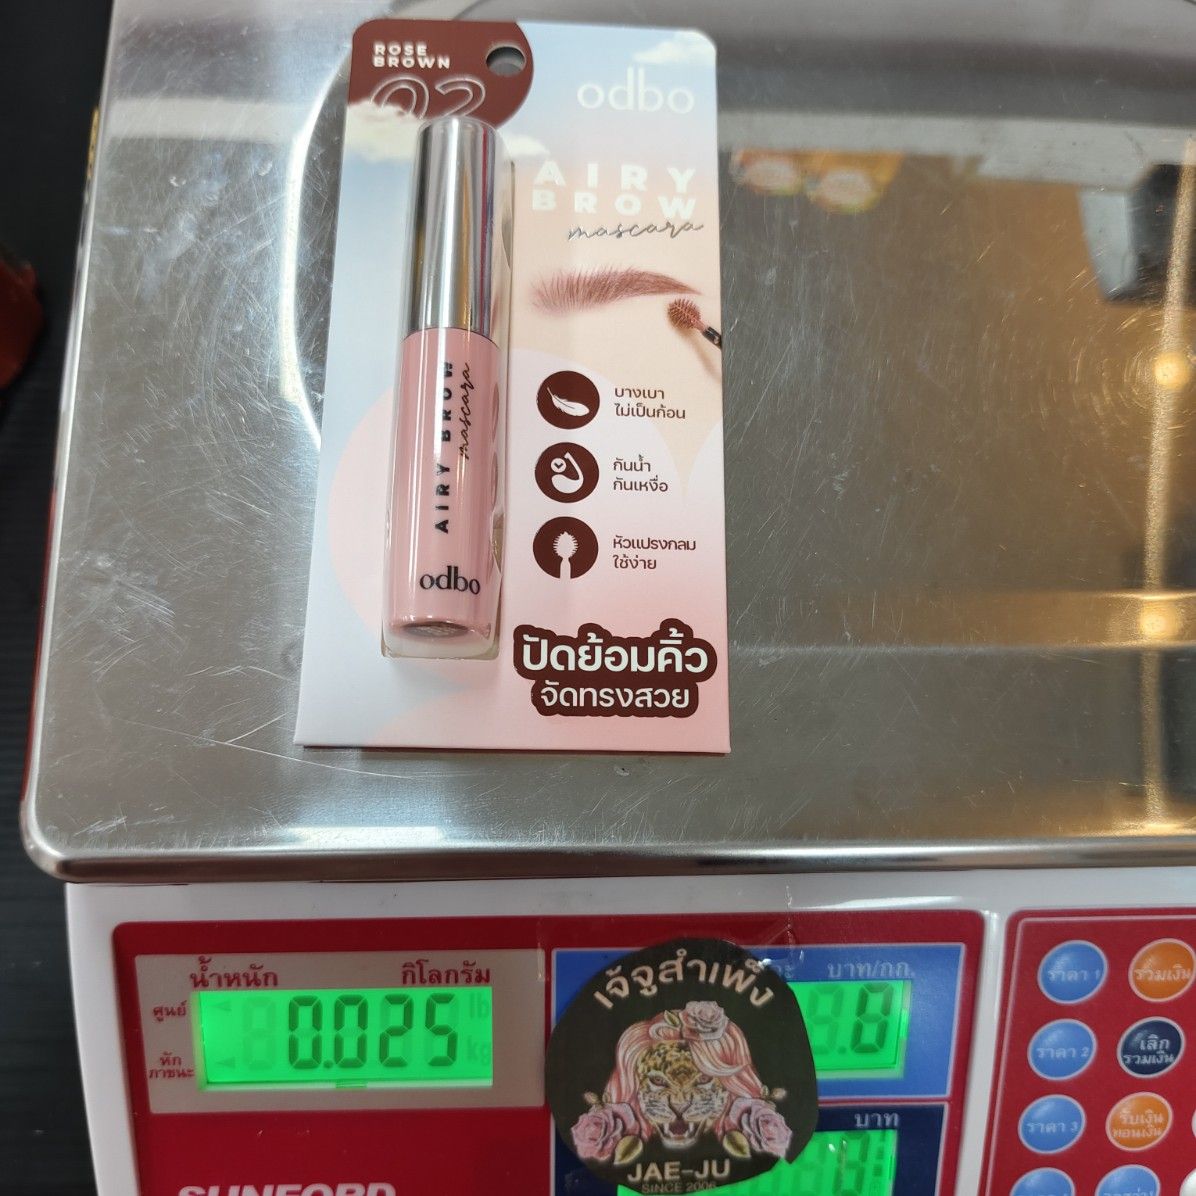 ROSE
BROWN
02
odbo
AIRY
BROW
mascara
บางเบา
ไม่เป็นก้อน
กันน้ำ
กันเหงื่อ
หัวแปรงกลม
ใช้ง่าย
ปัดย้อมคิ้ว
จัดทรงสวย
AIRY BROW
mascara
odbo
น้ำหนัก กิโลกรัม
บาท/กก.
ศูนย์
หัก
ภาชนะ
0.025
lb
kg
เจ้จูสำเพ็ง
JAE-JU
SINCE 2006
บาท
SUNFORD
ราคา 1
รวมเงิน
ราคา 2
เลิก
รวมเงิน
ราคา 3
รับเงิน
ทอนเงิน